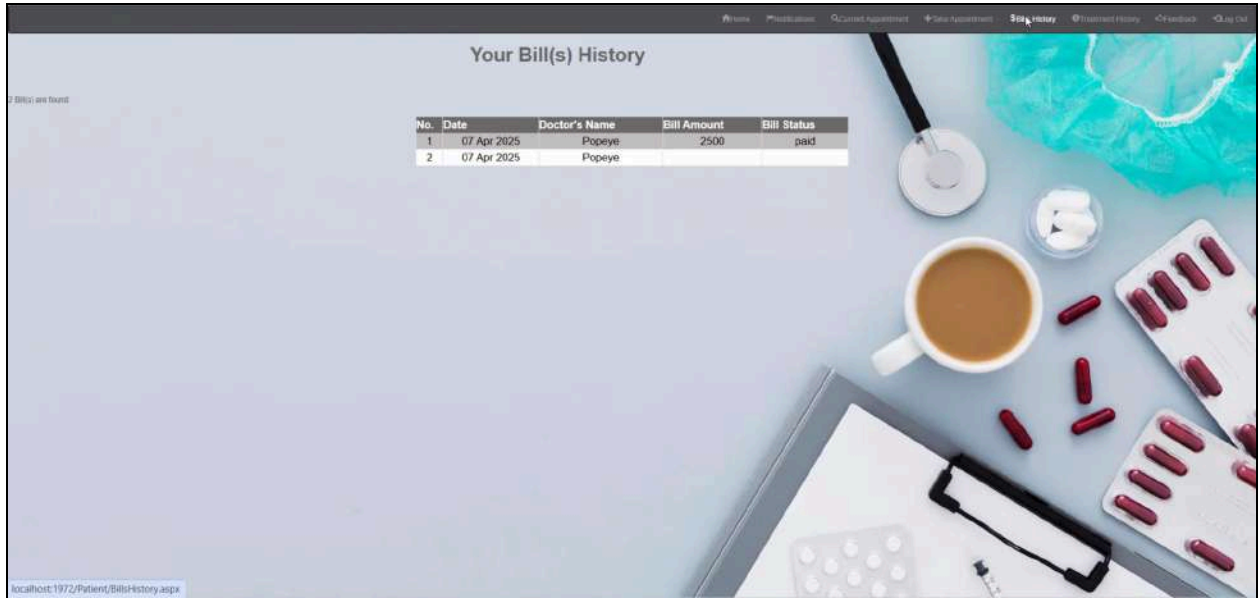 Home Notifications Current Appointment Take Appointment Bills History Treatment History Feedback Log Out
Your Bill(s) History
2 Bill(s) are found
No. Date Doctor's Name Bill Amount Bill Status
1 07 Apr 2025 Popeye 2500 paid
2 07 Apr 2025 Popeye
localhost:1972/Patient/BillsHistory.aspx